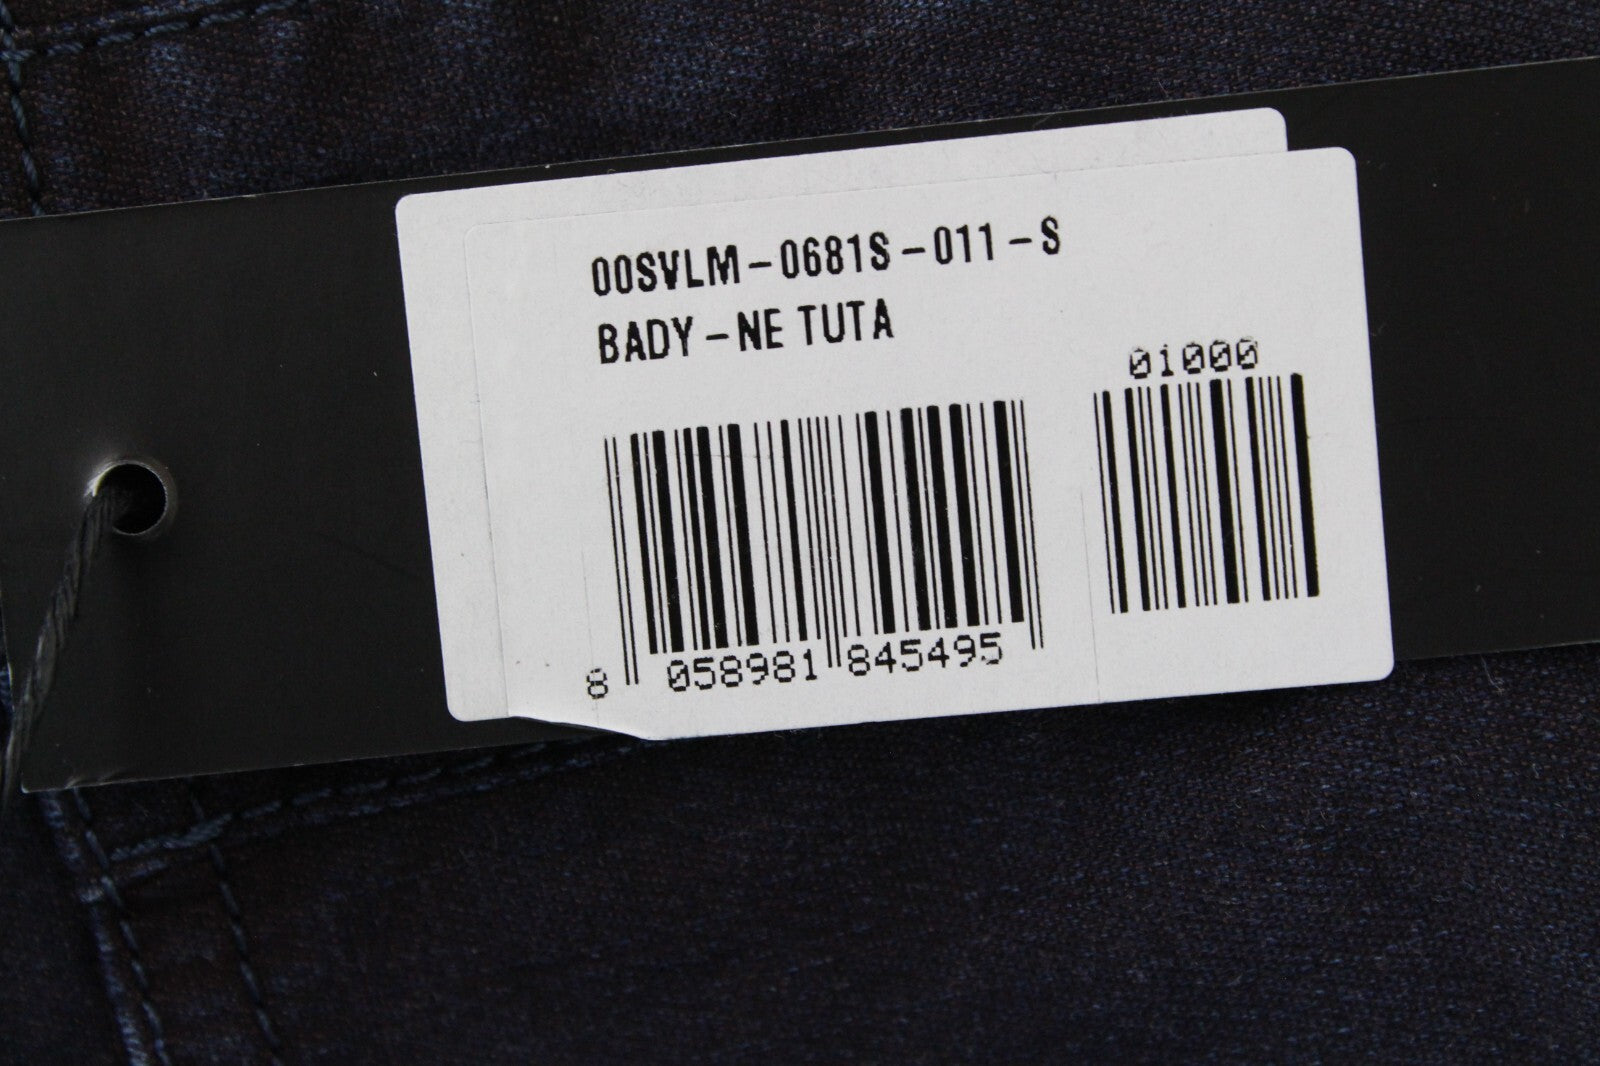 00SVLM-0681S-011-S
BADY-NE TUTA
01000
8 058981 845495